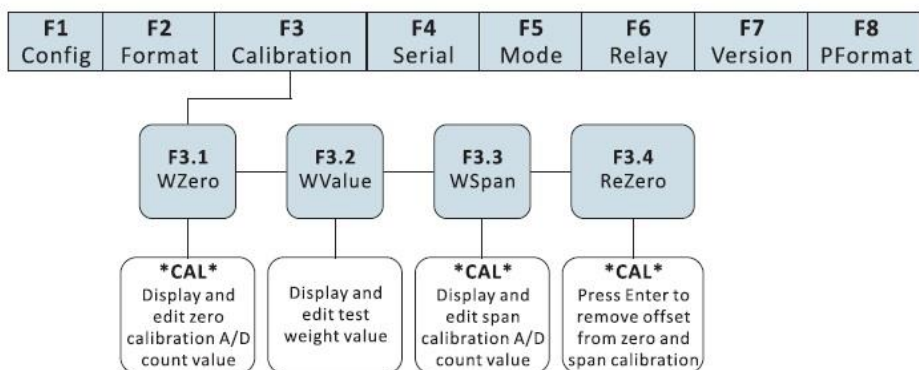 F1 F2 F3 F4 F5 F6 F7 F8
Config Format Calibration Serial Mode Relay Version PFormat
F3.1 F3.2 F3.3 F3.4
WZero WValue WSpan ReZero
*CAL*
Display and
edit zero
calibration A/D
count value
Display and
edit test
weight value
*CAL*
Display and
edit span
calibration A/D
count value
*CAL*
Press Enter to
remove offset
from zero and
span calibration